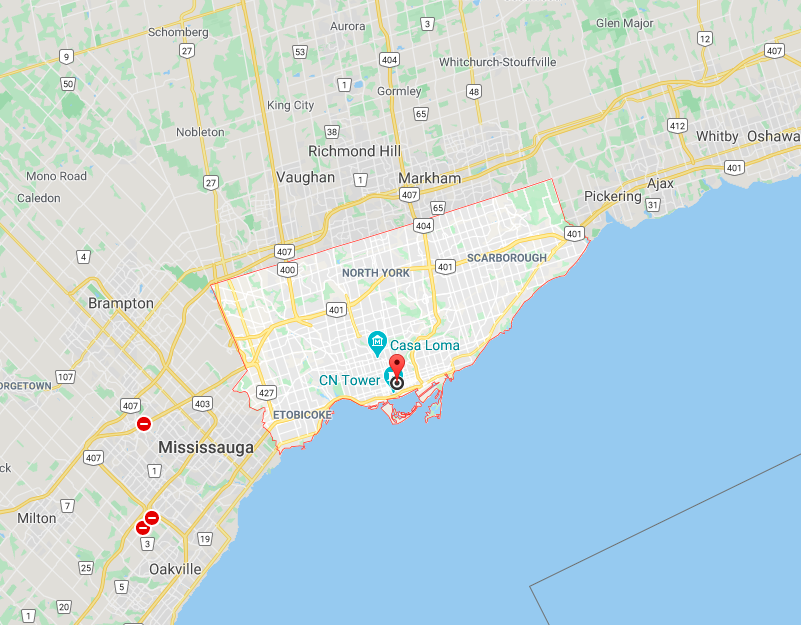 Aurora
3
Glen Major
Schomberg
12
27
9
53
404
407
Whitchurch-Stouffville
50
1
Gormley
48
King City
65
412
Nobleton
38
Whitby
Oshawa
Richmond Hill
401
Mono Road
27
Vaughan
1
Markham
Ajax
Caledon
407
Pickering
31
65
404
401
4
407
SCARBOROUGH
400
NORTH YORK
401
Brampton
401
Casa Loma
107
CN Tower
ORGETOWN
427
407
403
ETOBICOKE
Mississauga
407
ck
1
7
Milton
19
3
25
Oakville
5
20
1